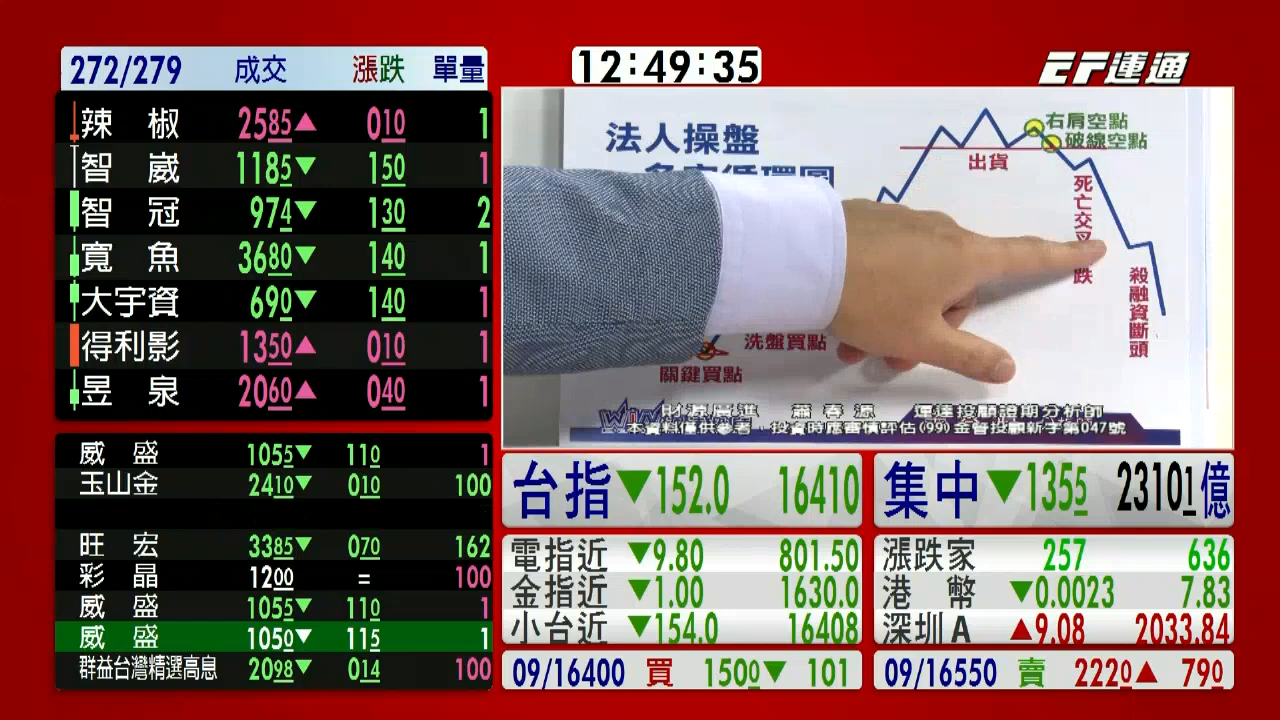 272/279 成交 漲跌 單量
辣椒 2585▲ 010 1
智崴 1185▼ 150 1
智冠 974▼ 130 2
寬魚 3680▼ 140 1
大宇資 690▼ 140 1
得利影 1350▲ 010 1
昱泉 2060▲ 040 1
威盛 1055▼ 110 1
玉山金 2410▼ 010 100
旺宏 3385▼ 070 162
彩晶 1200 = 100
威盛 1055▼ 110 1
威盛 1050▼ 115 1
群益台灣精選高息 2098▼ 014 100
12:49:35
EF運通
法人操盤
右肩空點
破線空點
出貨
死亡交叉
跌
殺融資斷頭
洗盤買點
關鍵買點
財源廣進 蕭春源 運達投顧證期分析師
本資料僅供參考,投資時應審慎評估(99)金管投顧新字第047號
台指▼152.0 16410
集中▼1355 23101億
電指近 ▼9.80 801.50
金指近 ▼1.00 1630.0
小台近 ▼154.0 16408
漲跌家 257 636
港幣 ▼0.0023 7.83
深圳A ▲9.08 2033.84
09/16400 買 1500▼ 101
09/16550 賣 2220▲ 790